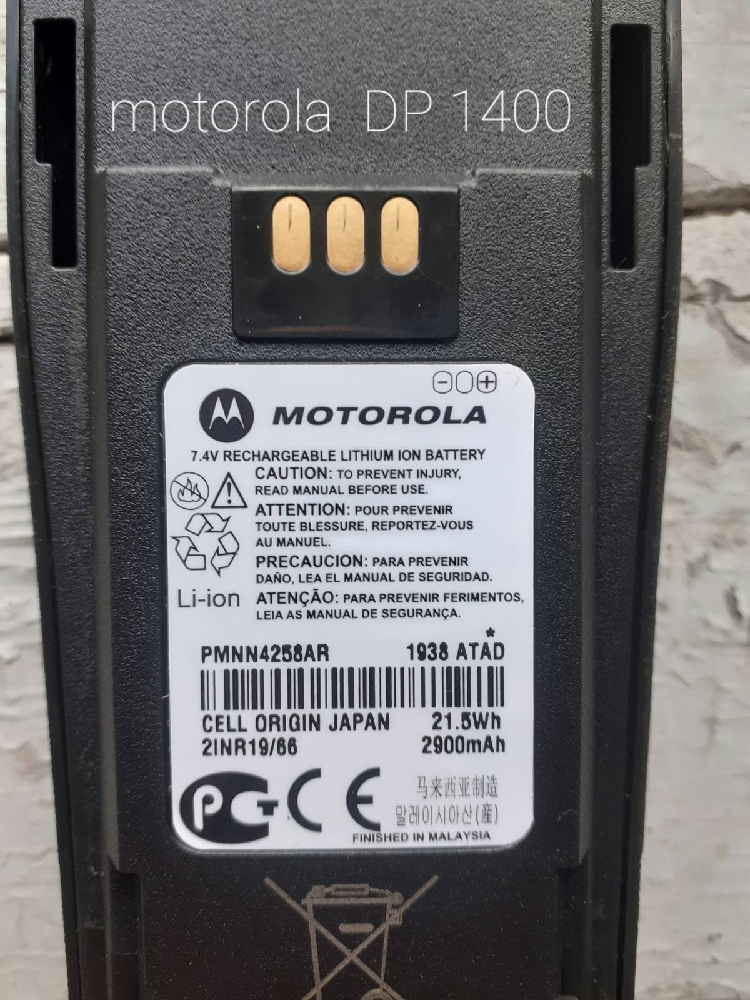 motorola DP 1400
MOTOROLA
7.4V RECHARGEABLE LITHIUM ION BATTERY
CAUTION: TO PREVENT INJURY,
READ MANUAL BEFORE USE.
ATTENTION: POUR PREVENIR
TOUTE BLESSURE, REPORTEZ-VOUS
AU MANUEL.
PRECAUCION: PARA PREVENIR
DAÑO, LEA EL MANUAL DE SEGURIDAD.
Li-ion
ATENÇÃO: PARA PREVENIR FERIMENTOS,
LEIA AS MANUAL DE SEGURANÇA.
PMNN4258AR 1938 ATAD*
CELL ORIGIN JAPAN 21.5Wh
2INR19/66 2900mAh
РСТ CE
马来西亚制造
말레이시아산(産)
FINISHED IN MALAYSIA